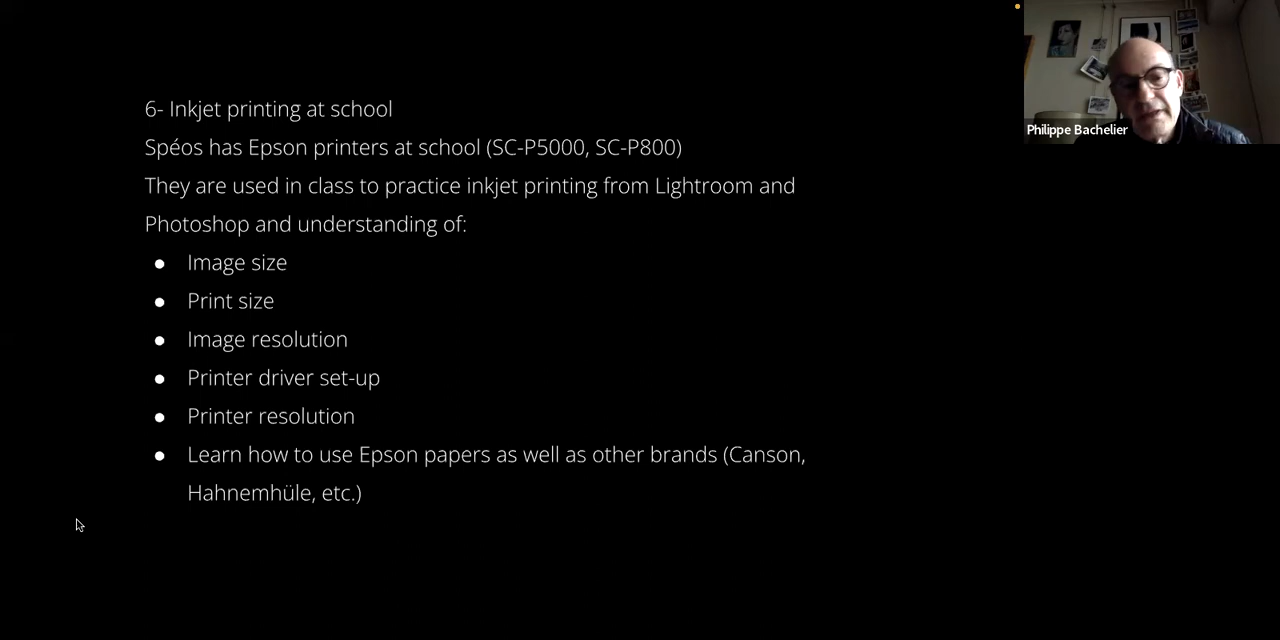 6- Inkjet printing at school
Spéos has Epson printers at school (SC-P5000, SC-P800)
They are used in class to practice inkjet printing from Lightroom and
Photoshop and understanding of:
● Image size
● Print size
● Image resolution
● Printer driver set-up
● Printer resolution
● Learn how to use Epson papers as well as other brands (Canson,
Hahnemhüle, etc.)
Philippe Bachelier